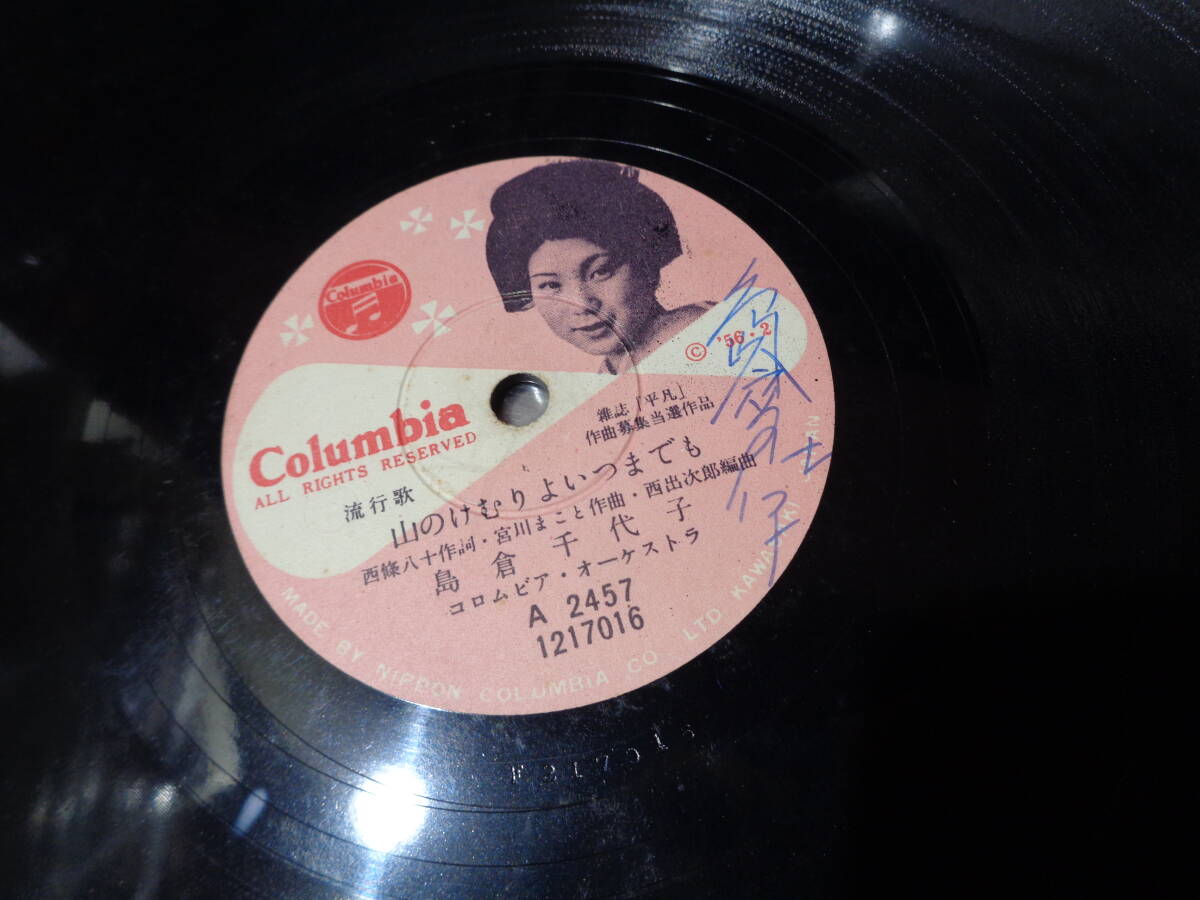 Columbia
© '56・2
雑誌「平凡」
作曲募集当選作品
Columbia
ALL RIGHTS RESERVED
流行歌
山のけむりよいつまでも
西條八十作詞・宮川まこと作曲・西出次郎編曲
島倉千代子
コロムビア・オーケストラ
A 2457
1217016
MADE BY NIPPON COLUMBIA CO. LTD KAWASAKI JAPAN